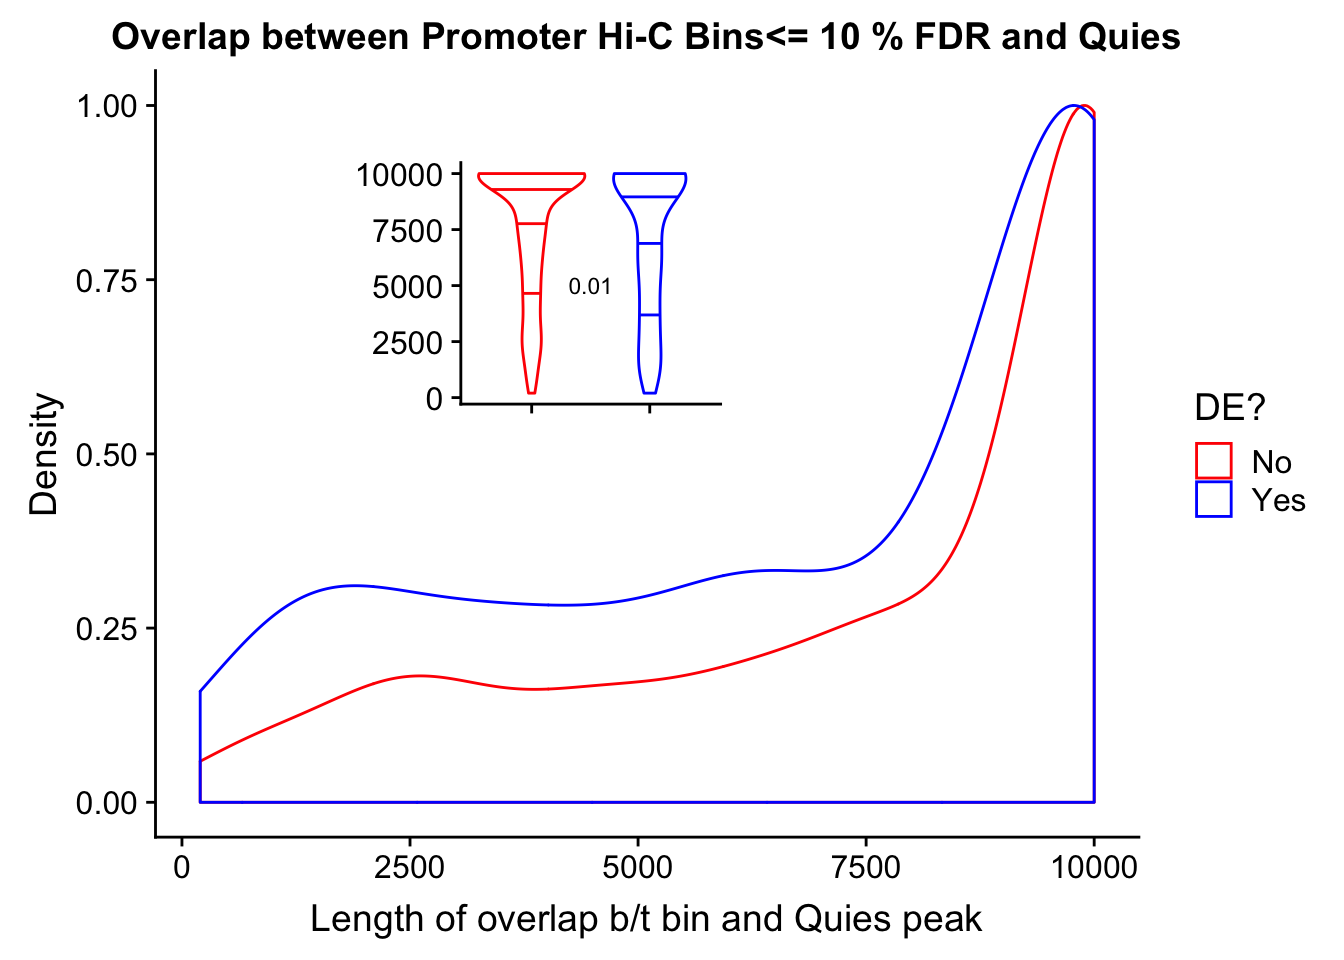 Overlap between Promoter Hi-C Bins<= 10 % FDR and Quies
1.00
0.75
0.50
0.25
0.00
Density
10000
7500
5000
2500
0
0.01
0 2500 5000 7500 10000
Length of overlap b/t bin and Quies peak
DE?
No
Yes